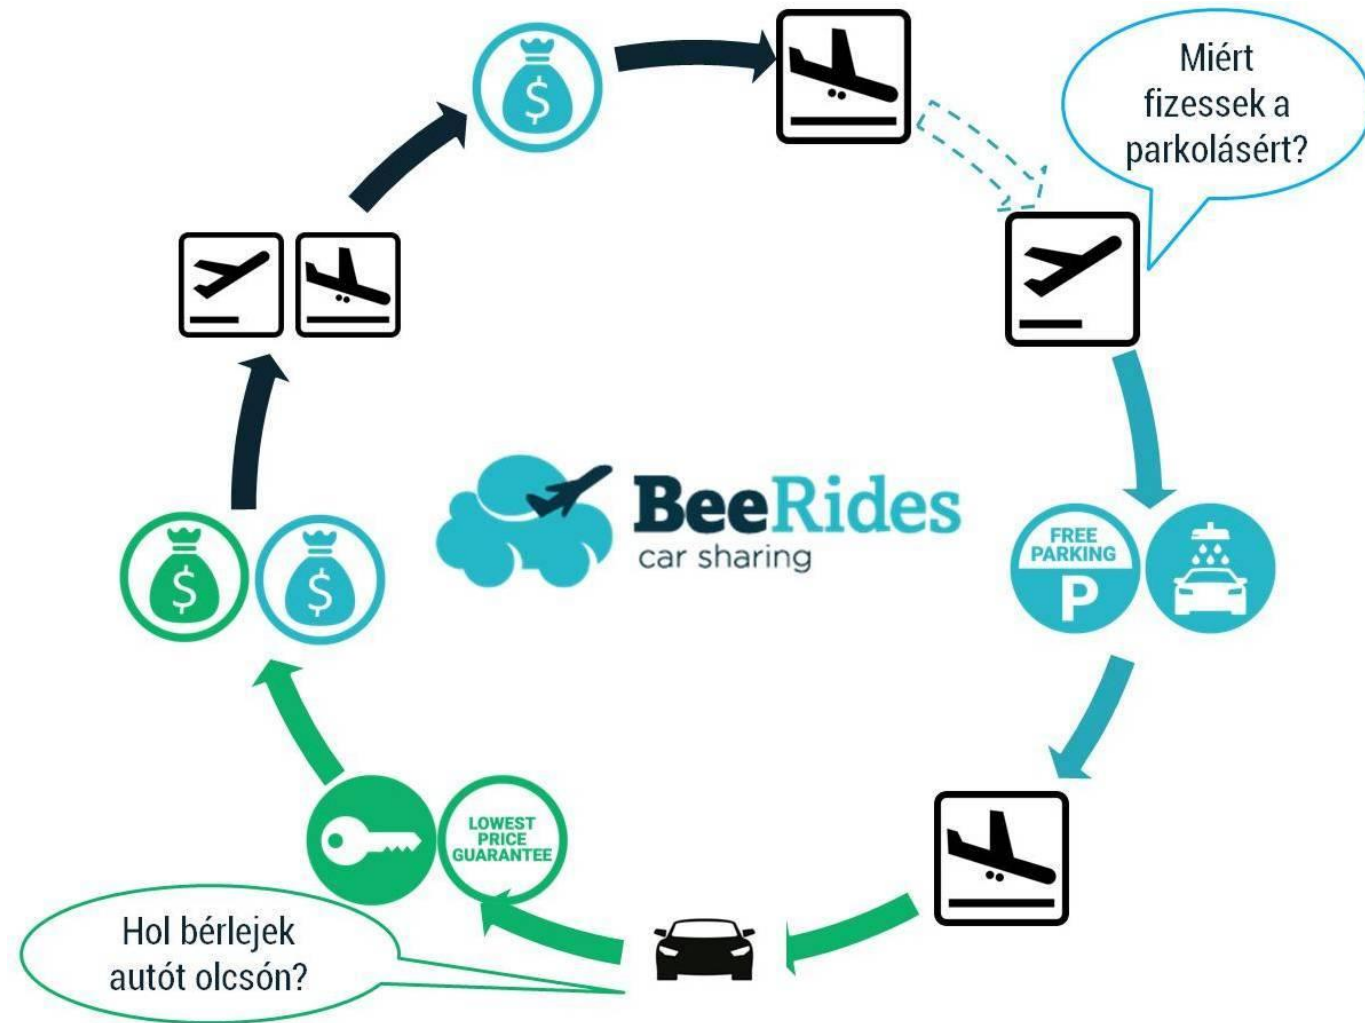 Miért
fizessek a
parkolásért?
FREE
PARKING
P
BeeRides
car sharing
$
$
$
LOWEST
PRICE
GUARANTEE
Hol bérlejek
autót olcsón?